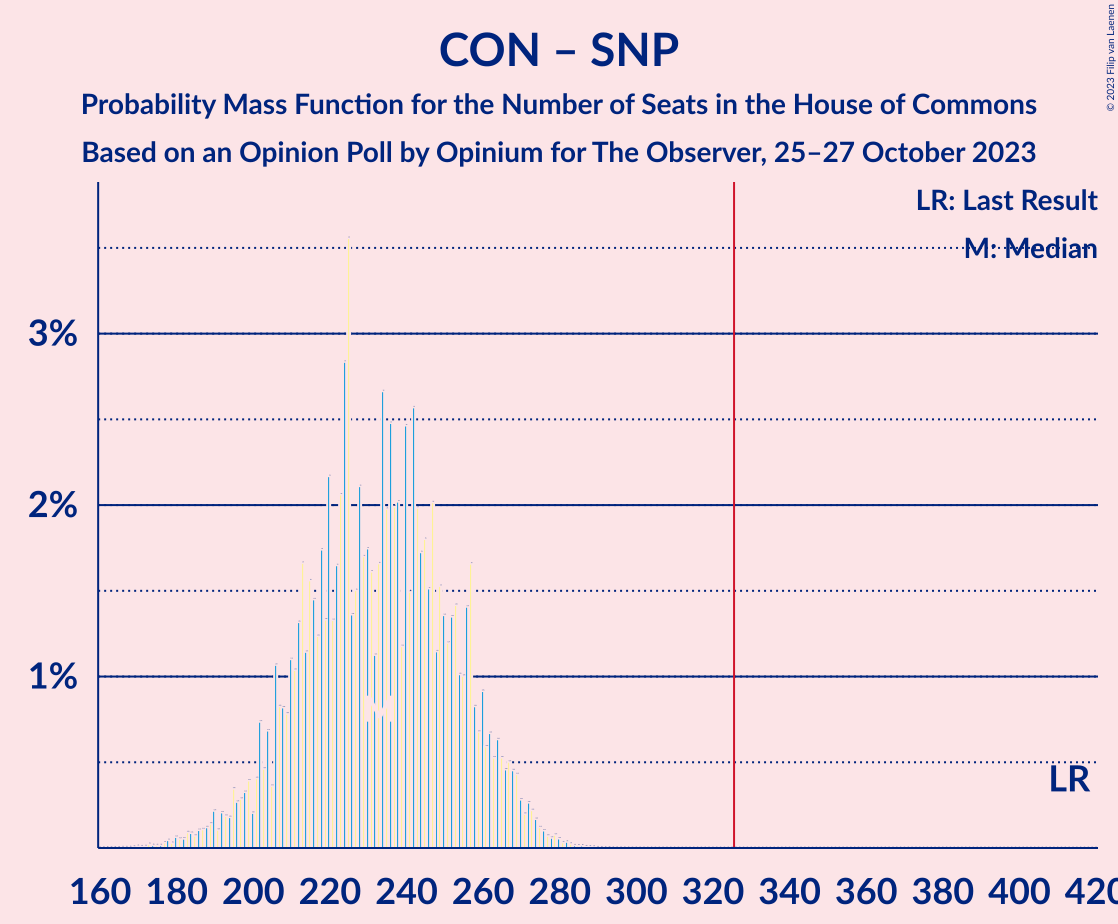 CON – SNP
Probability Mass Function for the Number of Seats in the House of Commons
Based on an Opinion Poll by Opinium for The Observer, 25–27 October 2023
© 2023 Filip van Laenen
LR: Last Result
M: Median
3%
2%
1%
M
LR
160 180 200 220 240 260 280 300 320 340 360 380 400 420